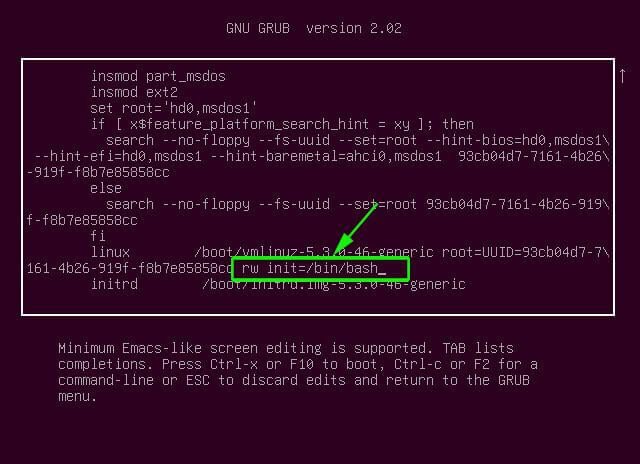 GNU GRUB version 2.02
insmod part_msdos
insmod ext2
set root='hd0,msdos1'
if [ x$feature_platform_search_hint = xy ]; then
search --no-floppy --fs-uuid --set=root --hint-bios=hd0,msdos1\
--hint-efi=hd0,msdos1 --hint-baremetal=ahci0,msdos1 93cb04d7-7161-4b26\
-919f-f8b7e85858cc
else
search --no-floppy --fs-uuid --set=root 93cb04d7-7161-4b26-919\
f-f8b7e85858cc
fi
linux /boot/vmlinuz-5.3.0-46-generic root=UUID=93cb04d7-7\
161-4b26-919f-f8b7e85858cc rw init=/bin/bash_
initrd /boot/initrd.img-5.3.0-46-generic
Minimum Emacs-like screen editing is supported. TAB lists
completions. Press Ctrl-x or F10 to boot, Ctrl-c or F2 for a
command-line or ESC to discard edits and return to the GRUB
menu.